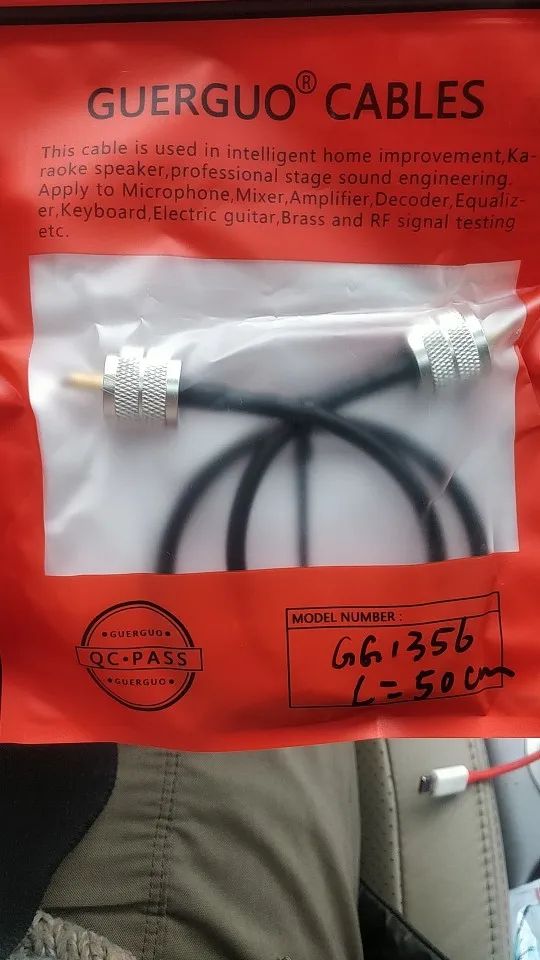 GUERGUO® CABLES
This cable is used in intelligent home improvement,Ka-
raoke speaker,professional stage sound engineering.
Apply to Microphone,Mixer,Amplifier,Decoder,Equaliz-
er,Keyboard,Electric guitar,Brass and RF signal testing
etc.
•GUERGUO•
QC•PASS
•GUERGUO•
MODEL NUMBER :
GG1356
L=50cm